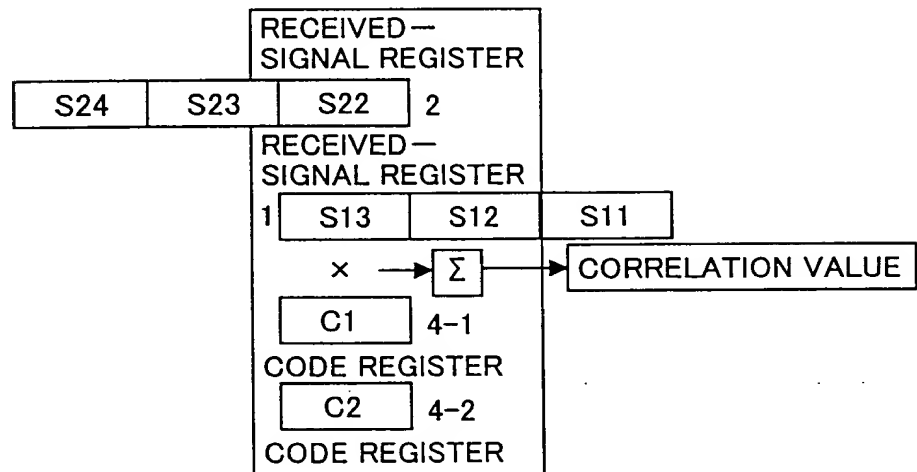 RECEIVED—
SIGNAL REGISTER
S24 S23 S22 2
RECEIVED—
SIGNAL REGISTER
1 S13 S12 S11
× Σ CORRELATION VALUE
C1 4-1
CODE REGISTER
C2 4-2
CODE REGISTER